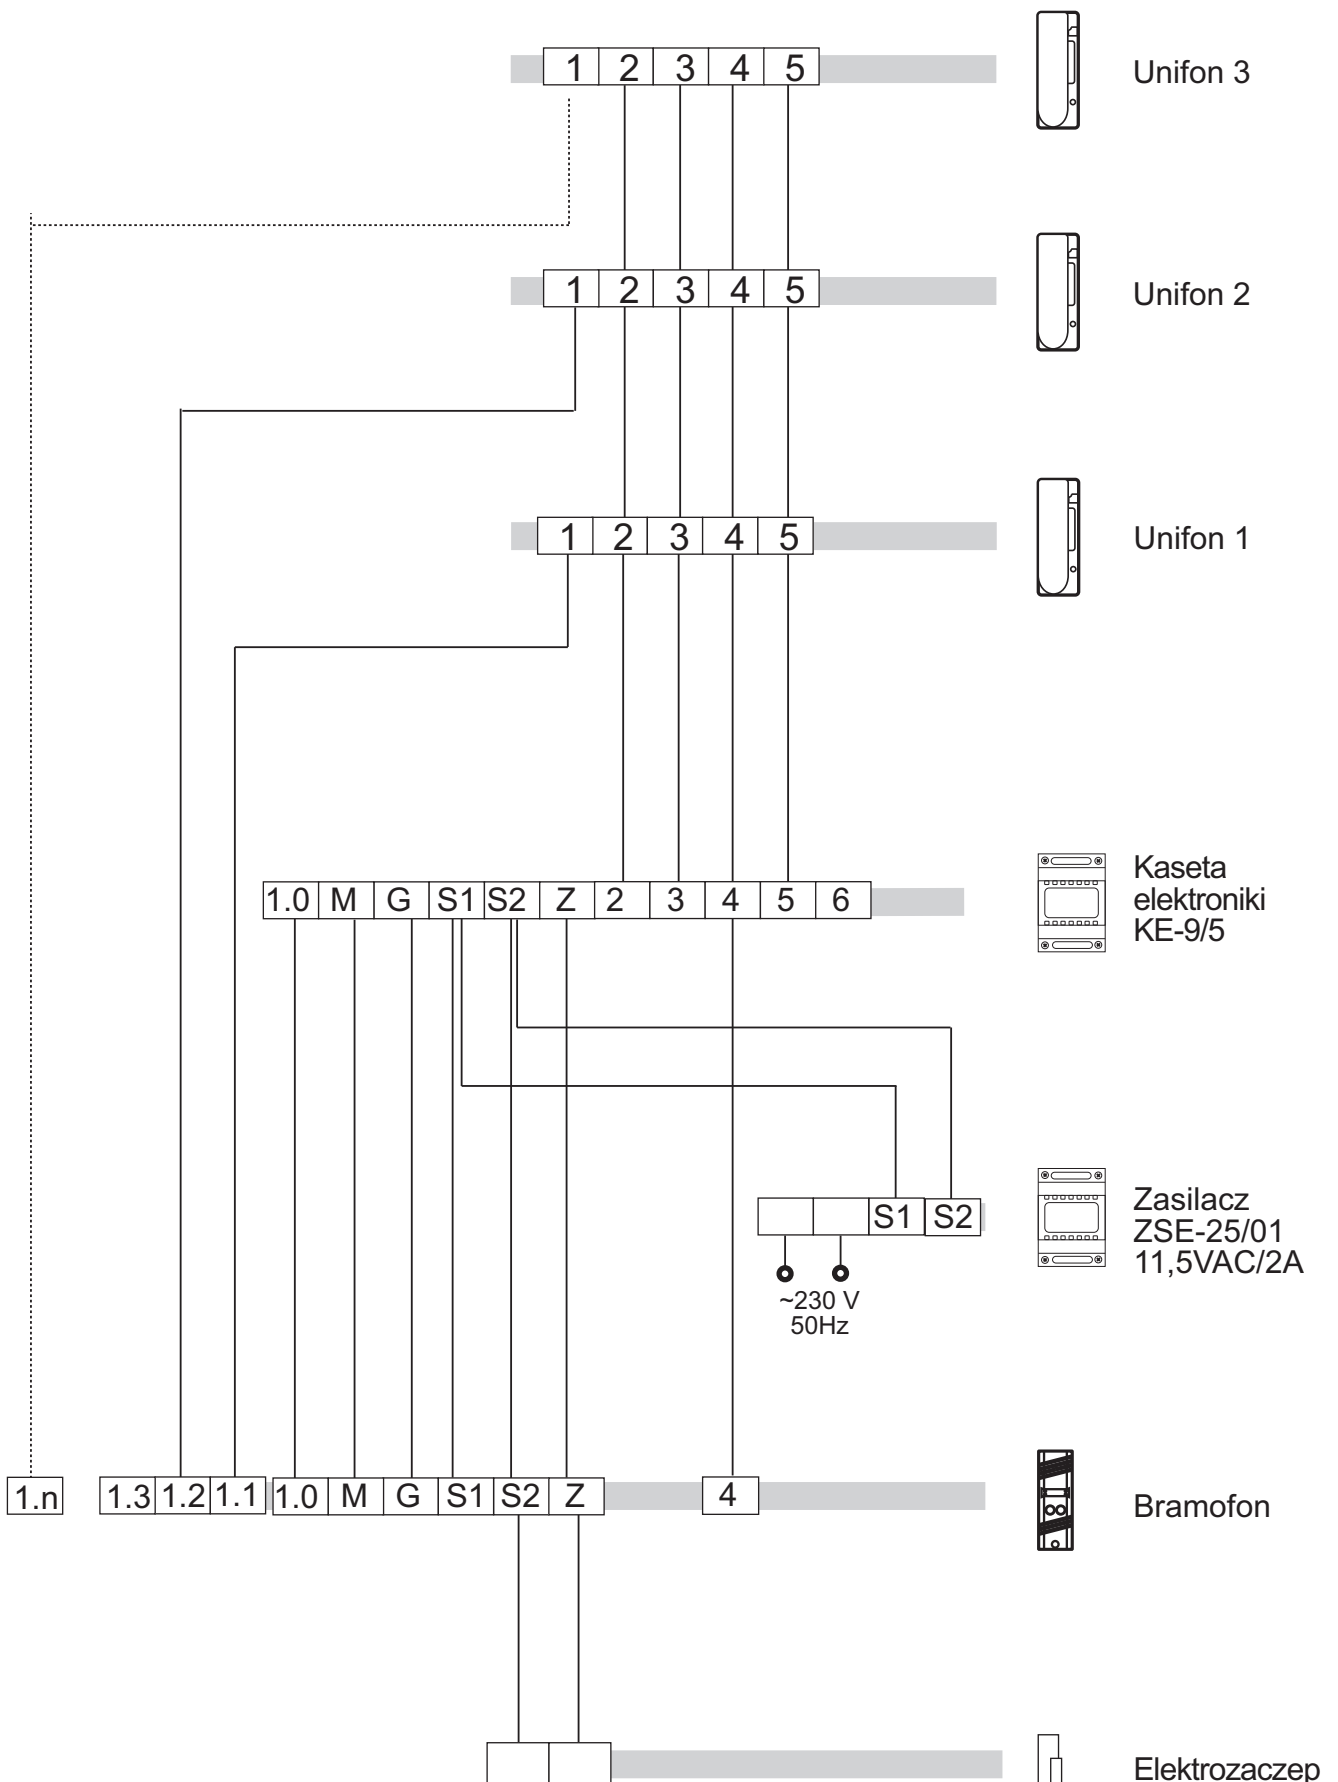 1 2 3 4 5
Unifon 3
1 2 3 4 5
Unifon 2
1 2 3 4 5
Unifon 1
1.0 M G S1 S2 Z 2 3 4 5 6
Kaseta
elektroniki
KE-9/5
S1 S2
~230 V
50Hz
Zasilacz
ZSE-25/01
11,5VAC/2A
1.n 1.3 1.2 1.1 1.0 M G S1 S2 Z 4
Bramofon
Elektrozaczep